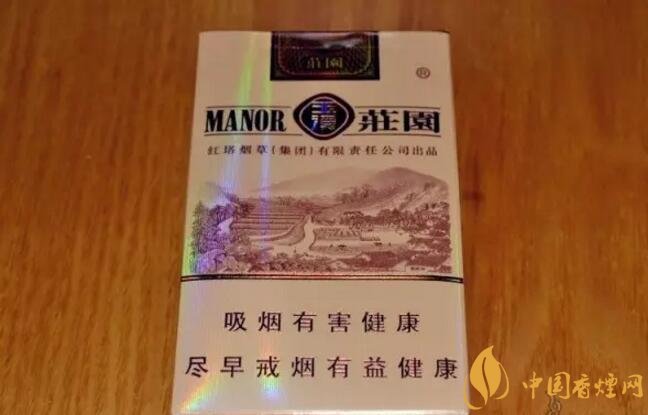 莊園
®
MANOR 玉溪 莊園
红塔烟草(集团)有限责任公司出品
吸烟有害健康
尽早戒烟有益健康
中国香烟网